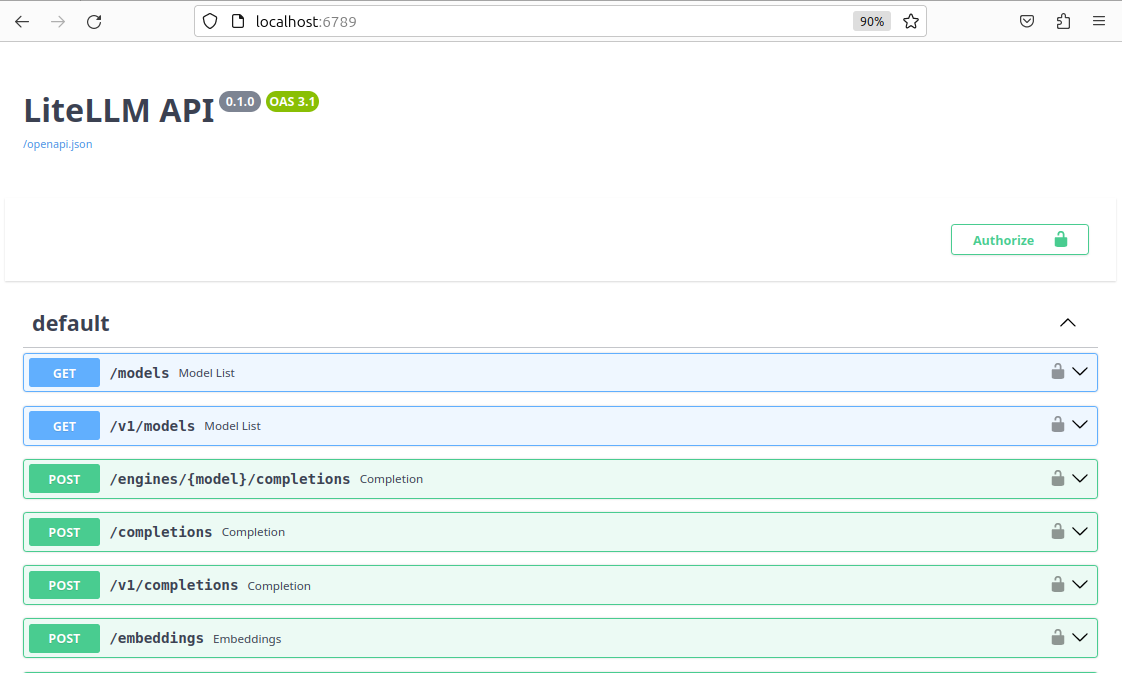 localhost:6789 90%
LiteLLM API 0.1.0 OAS 3.1
/openapi.json
Authorize
default
GET /models Model List
GET /v1/models Model List
POST /engines/{model}/completions Completion
POST /completions Completion
POST /v1/completions Completion
POST /embeddings Embeddings